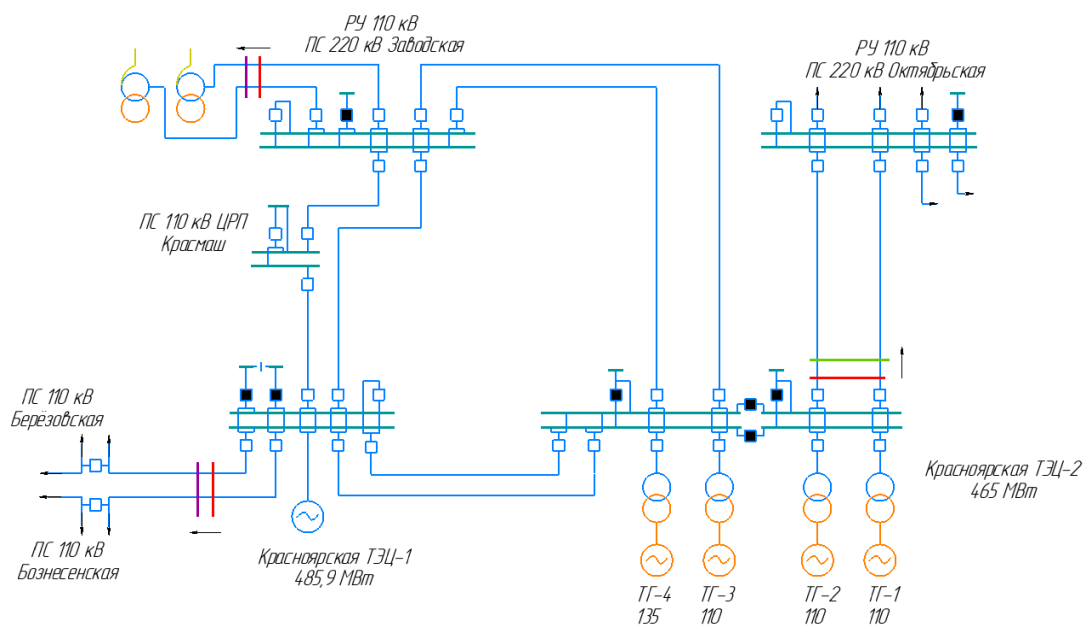 РУ 110 кВ
ПС 220 кВ Заводская
РУ 110 кВ
ПС 220 кВ Октябрьская
ПС 110 кВ ЦРП
Красмаш
ПС 110 кВ
Берёзовская
Красноярская ТЭЦ-2
465 МВт
ПС 110 кВ
Вознесенская
Красноярская ТЭЦ-1
485,9 МВт
ТГ-4
135
ТГ-3
110
ТГ-2
110
ТГ-1
110